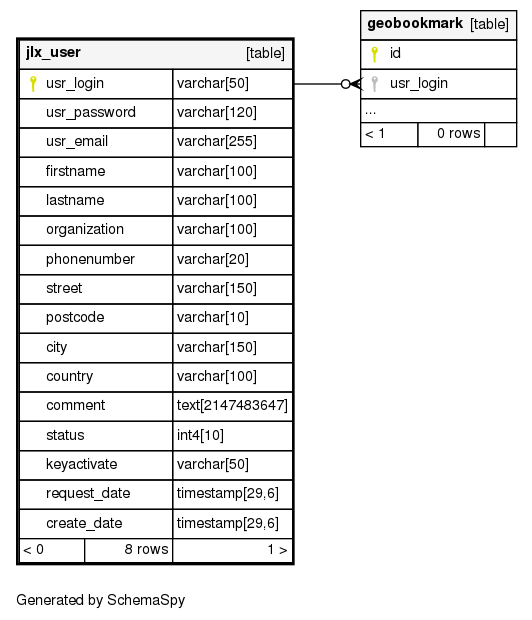 jlx_user [table]
usr_login varchar[50]
usr_password varchar[120]
usr_email varchar[255]
firstname varchar[100]
lastname varchar[100]
organization varchar[100]
phonenumber varchar[20]
street varchar[150]
postcode varchar[10]
city varchar[150]
country varchar[100]
comment text[2147483647]
status int4[10]
keyactivate varchar[50]
request_date timestamp[29,6]
create_date timestamp[29,6]
< 0 8 rows 1 >
geobookmark [table]
id
usr_login
...
< 1 0 rows
Generated by SchemaSpy